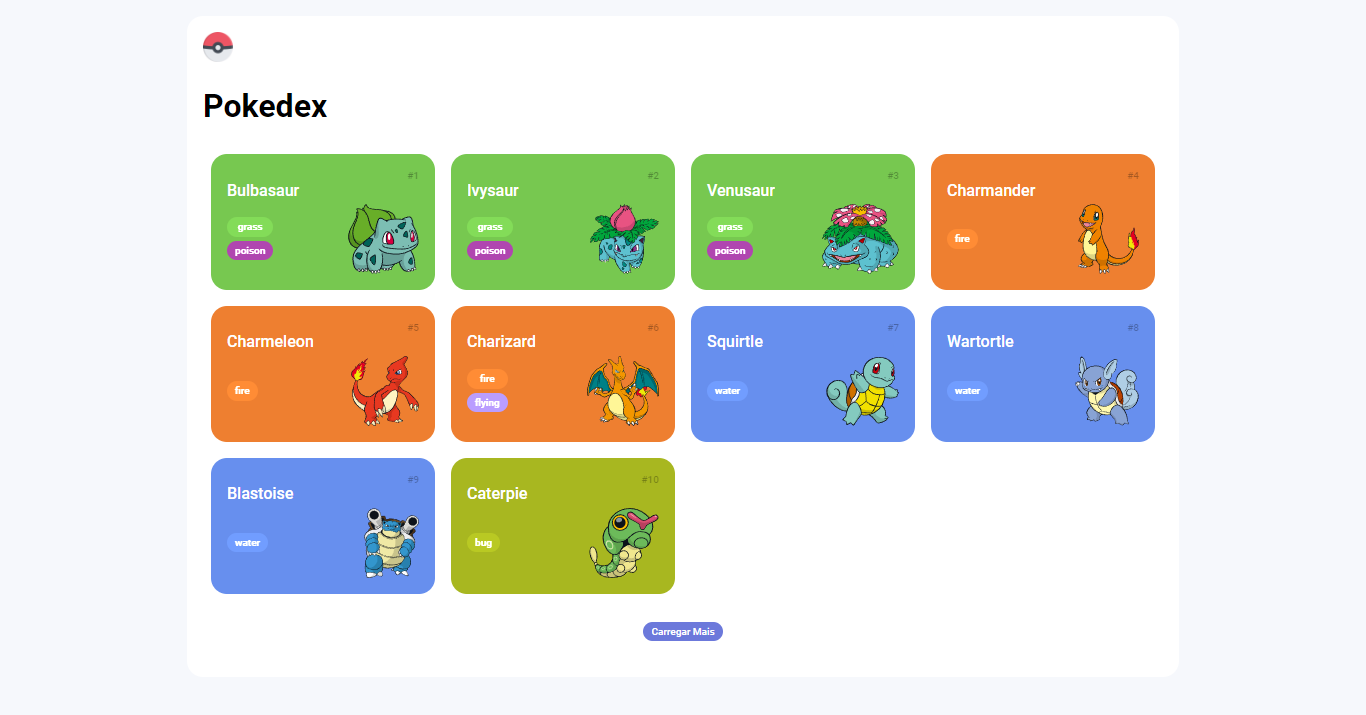 Pokedex
#1
Bulbasaur
grass
poison
#2
Ivysaur
grass
poison
#3
Venusaur
grass
poison
#4
Charmander
fire
#5
Charmeleon
fire
#6
Charizard
fire
flying
#7
Squirtle
water
#8
Wartortle
water
#9
Blastoise
water
#10
Caterpie
bug
Carregar Mais